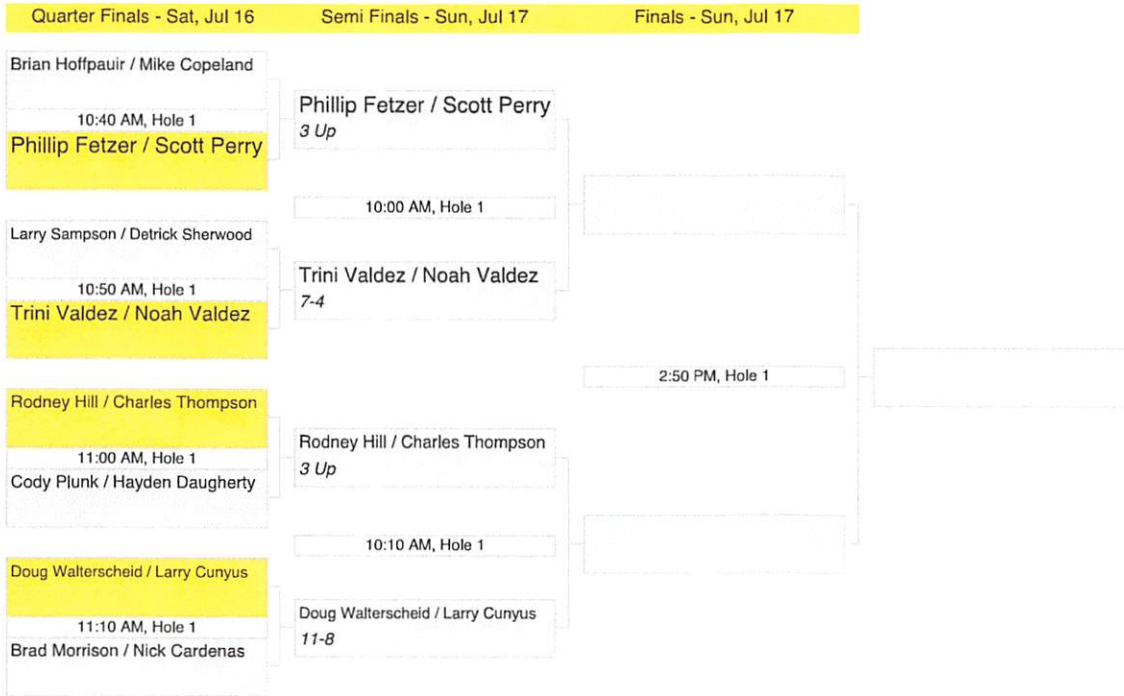 Quarter Finals - Sat, Jul 16
Semi Finals - Sun, Jul 17
Finals - Sun, Jul 17
Brian Hoffpauir / Mike Copeland
10:40 AM, Hole 1
Phillip Fetzer / Scott Perry
Larry Sampson / Detrick Sherwood
10:50 AM, Hole 1
Trini Valdez / Noah Valdez
Rodney Hill / Charles Thompson
11:00 AM, Hole 1
Cody Plunk / Hayden Daugherty
Doug Walterscheid / Larry Cunyus
11:10 AM, Hole 1
Brad Morrison / Nick Cardenas
Phillip Fetzer / Scott Perry
3 Up
10:00 AM, Hole 1
Trini Valdez / Noah Valdez
7-4
Rodney Hill / Charles Thompson
3 Up
10:10 AM, Hole 1
Doug Walterscheid / Larry Cunyus
11-8
2:50 PM, Hole 1